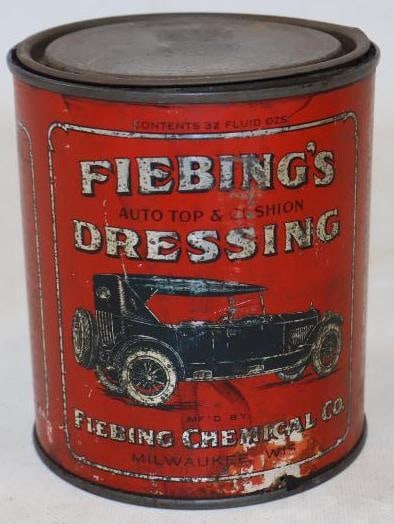 CONTENTS 32 FLUID OZS.
FIEBING'S
AUTO TOP & CUSHION
DRESSING
MF'D BY
FIEBING CHEMICAL CO.
MILWAUKEE, WIS.